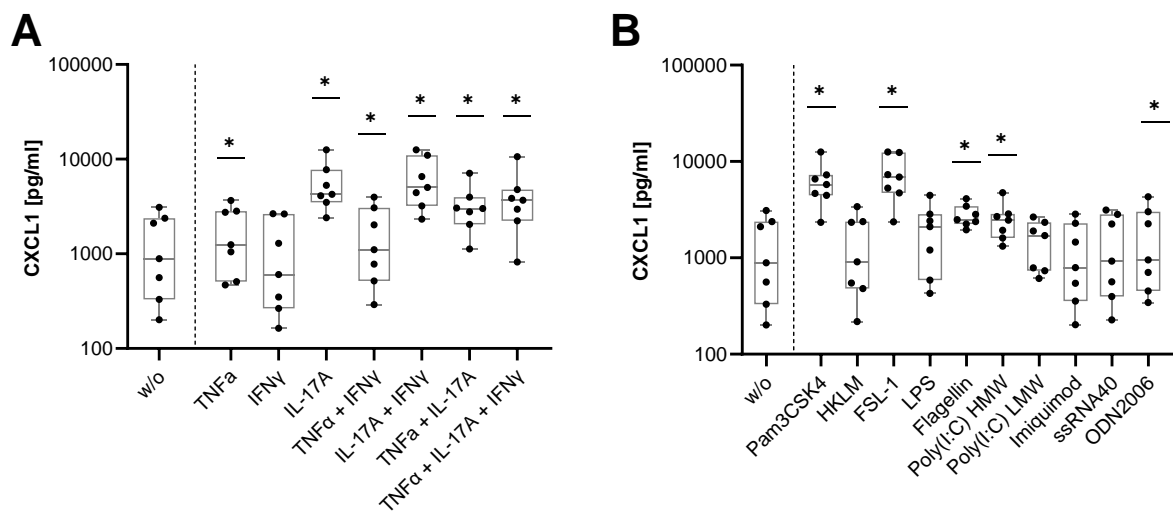 A
CXCL1 [pg/ml]
100000
10000
1000
100
* * * * * * *
w/o
TNFa
IFNγ
IL-17A
TNFα + IFNγ
IL-17A + IFNγ
TNFa + IL-17A
TNFα + IL-17A + IFNγ
B
CXCL1 [pg/ml]
100000
10000
1000
100
* * * * *
w/o
Pam3CSK4
HKLM
FSL-1
LPS
Flagellin
Poly(I:C) HMW
Poly(I:C) LMW
Imiquimod
ssRNA40
ODN2006